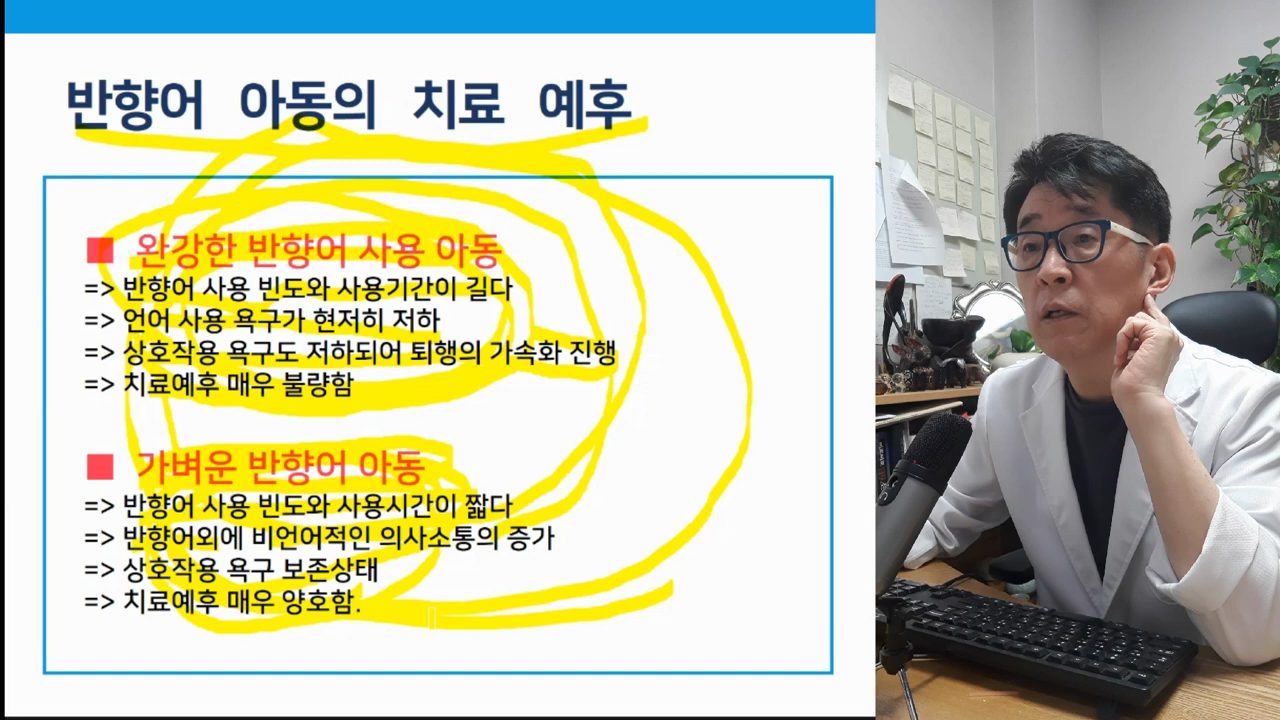 반향어 아동의 치료 예후
■ 완강한 반향어 사용 아동
=> 반향어 사용 빈도와 사용기간이 길다
=> 언어 사용 욕구가 현저히 저하
=> 상호작용 욕구도 저하되어 퇴행의 가속화 진행
=> 치료예후 매우 불량함
■ 가벼운 반향어 아동
=> 반향어 사용 빈도와 사용시간이 짧다
=> 반향어외에 비언어적인 의사소통의 증가
=> 상호작용 욕구 보존상태
=> 치료예후 매우 양호함.